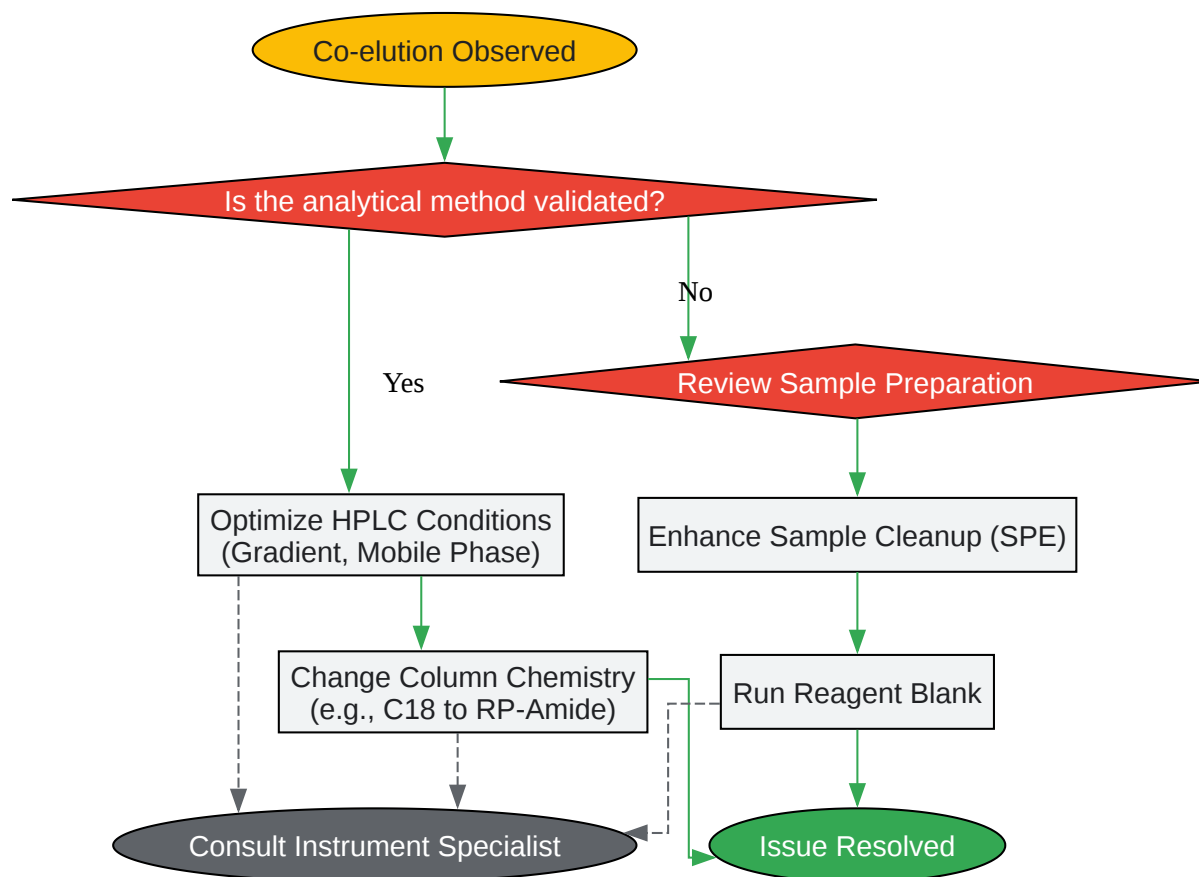 Co-elution Observed
Is the analytical method validated?
No
Yes
Review Sample Preparation
Optimize HPLC Conditions
(Gradient, Mobile Phase)
Enhance Sample Cleanup (SPE)
Change Column Chemistry
(e.g., C18 to RP-Amide)
Run Reagent Blank
Consult Instrument Specialist
Issue Resolved